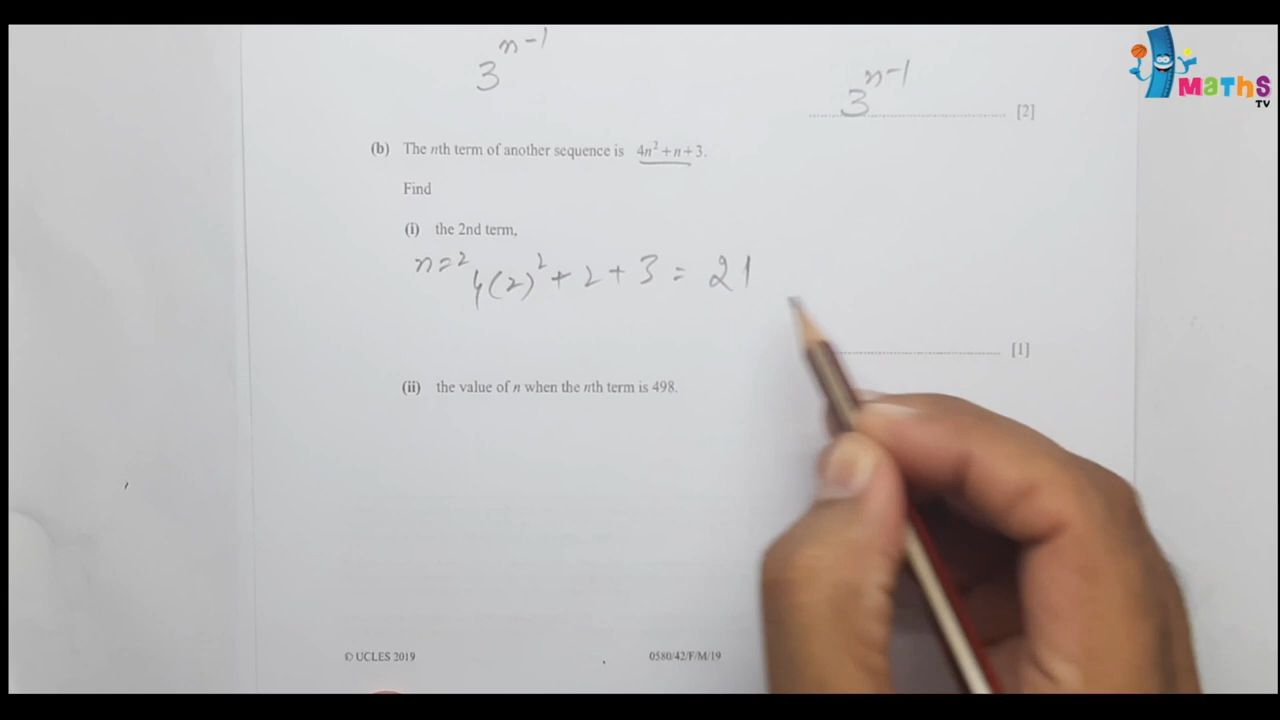 3^{n-1}
MATHS TV
3^{n-1} [2]
(b) The nth term of another sequence is 4n² + n + 3.
Find
(i) the 2nd term,
n = 2
4(2)² + 2 + 3 = 21
[1]
(ii) the value of n when the nth term is 498.
© UCLES 2019 0580/42/F/M/19